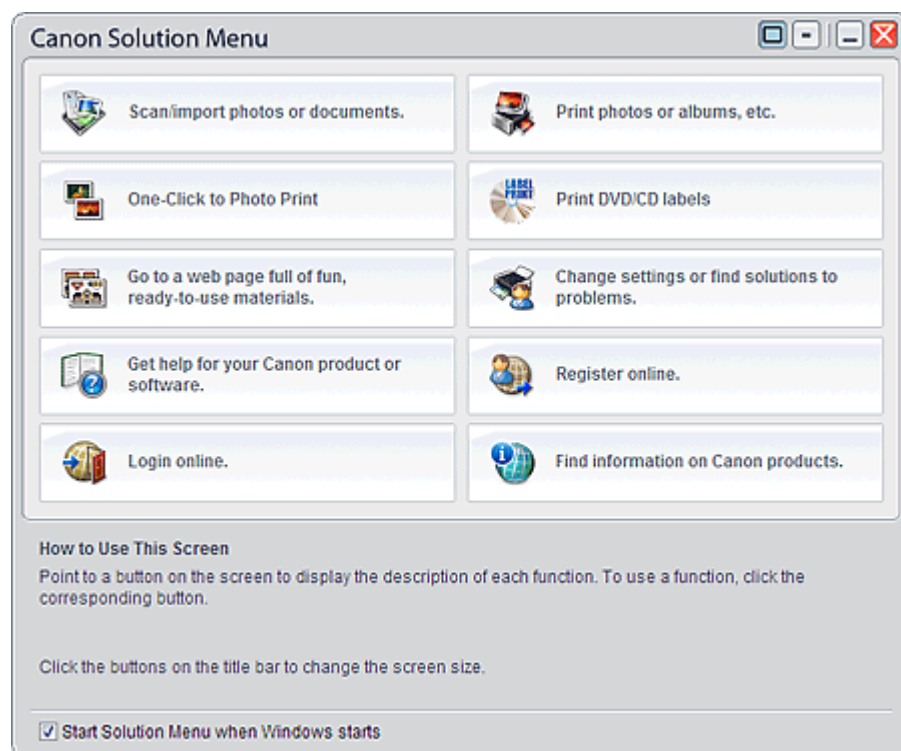 Canon Solution Menu
Scan/import photos or documents.
Print photos or albums, etc.
One-Click to Photo Print
LABEL
PRINT
Print DVD/CD labels
Go to a web page full of fun,
ready-to-use materials.
Change settings or find solutions to
problems.
Get help for your Canon product or
software.
Register online.
Login online.
Find information on Canon products.
How to Use This Screen
Point to a button on the screen to display the description of each function. To use a function, click the
corresponding button.
Click the buttons on the title bar to change the screen size.
Start Solution Menu when Windows starts